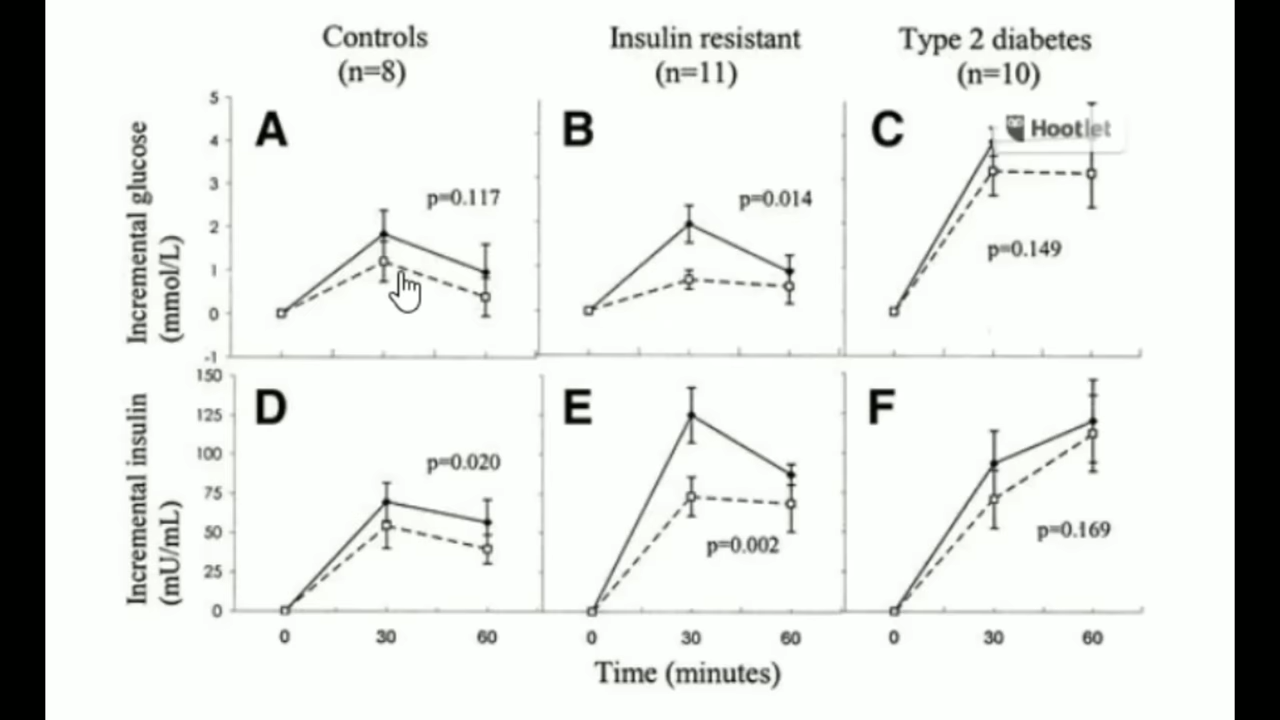 Controls
(n=8)
Insulin resistant
(n=11)
Type 2 diabetes
(n=10)
Incremental glucose
(mmol/L)
5
4
3
2
1
0
-1
A
p=0.117
B
p=0.014
C
Hootlet
p=0.149
Incremental insulin
(mU/mL)
150
125
100
75
50
25
0
D
p=0.020
E
p=0.002
F
p=0.169
0 30 60
0 30 60
0 30 60
Time (minutes)